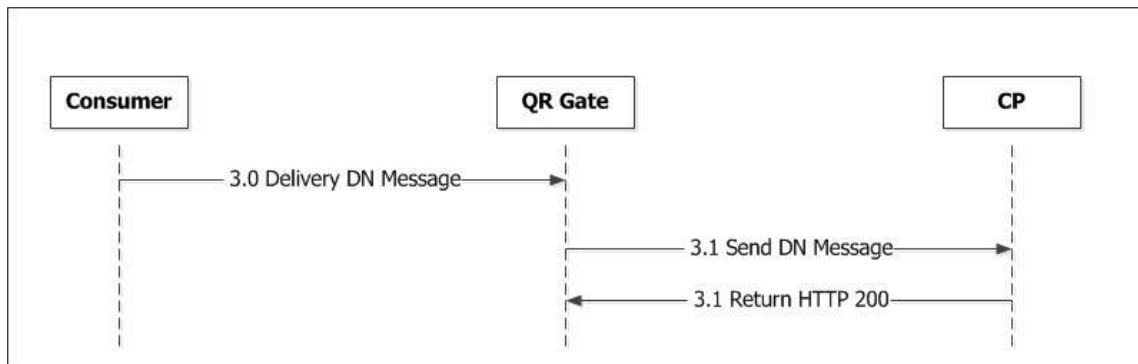 Consumer
QR Gate
CP
3.0 Delivery DN Message
3.1 Send DN Message
3.1 Return HTTP 200